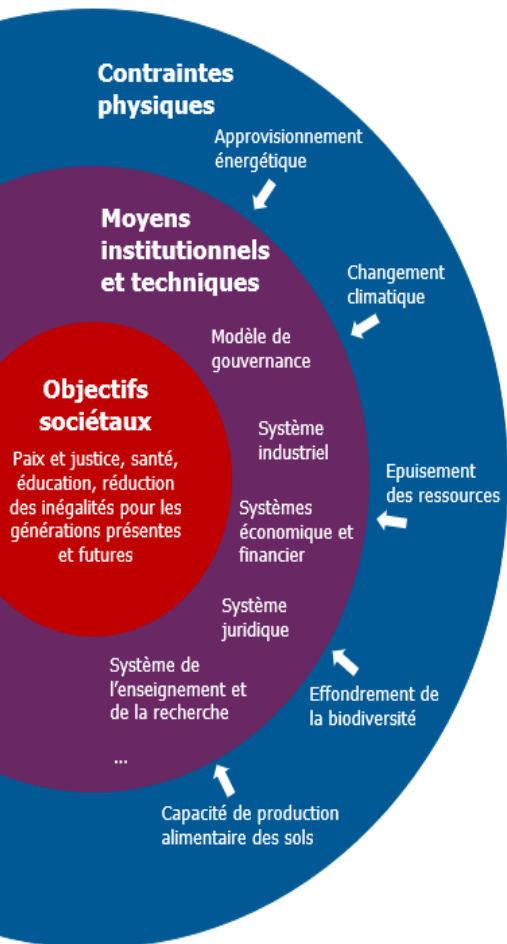 Contraintes
physiques
Approvisionnement
énergétique
Moyens
institutionnels
et techniques
Changement
climatique
Modèle de
gouvernance
Objectifs
sociétaux
Paix et justice, santé,
éducation, réduction
des inégalités pour les
générations présentes
et futures
Système
industriel
Epuisement
des ressources
Systèmes
économique et
financier
Système
juridique
Système de
l'enseignement et
de la recherche
...
Effondrement de
la biodiversité
Capacité de production
alimentaire des sols